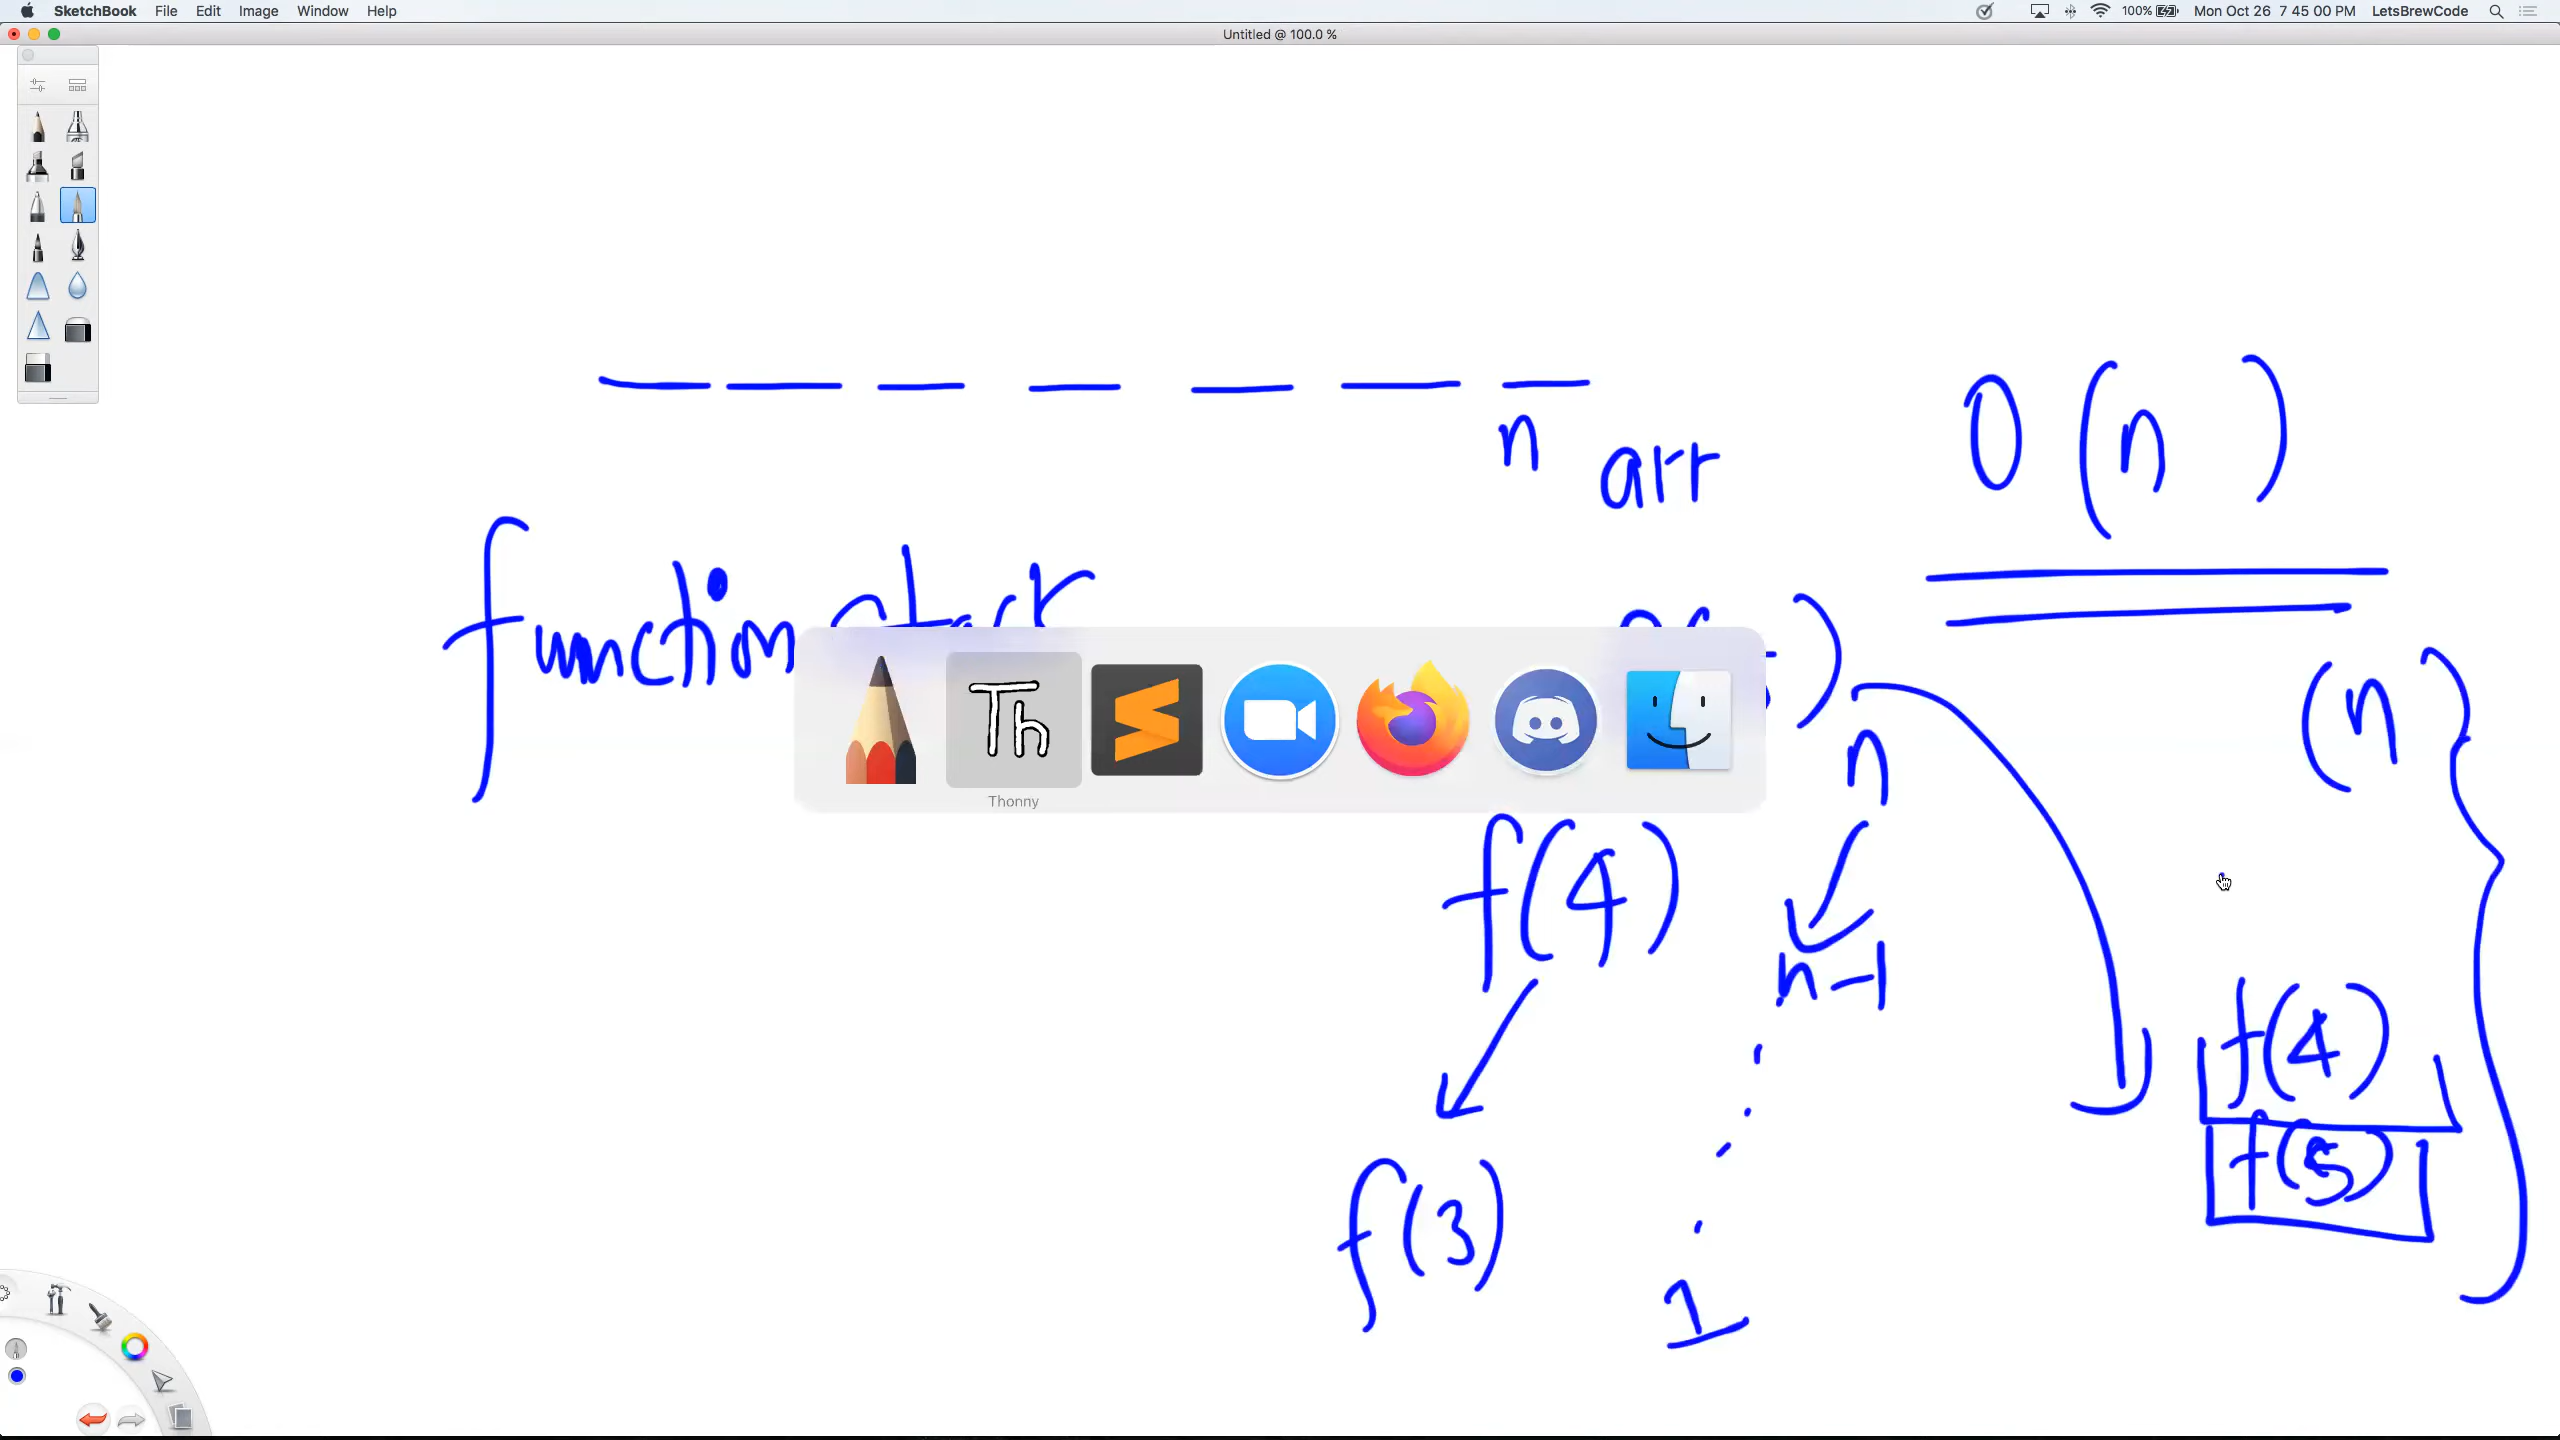 SketchBook File Edit Image Window Help 100% Mon Oct 26 7 45 00 PM LetsBrewCode
Untitled @ 100.0 %
n arr
O(n)
function
(n)
Thonny
n
f(4)
n-1
f(3)
1
f(4)
f(5)